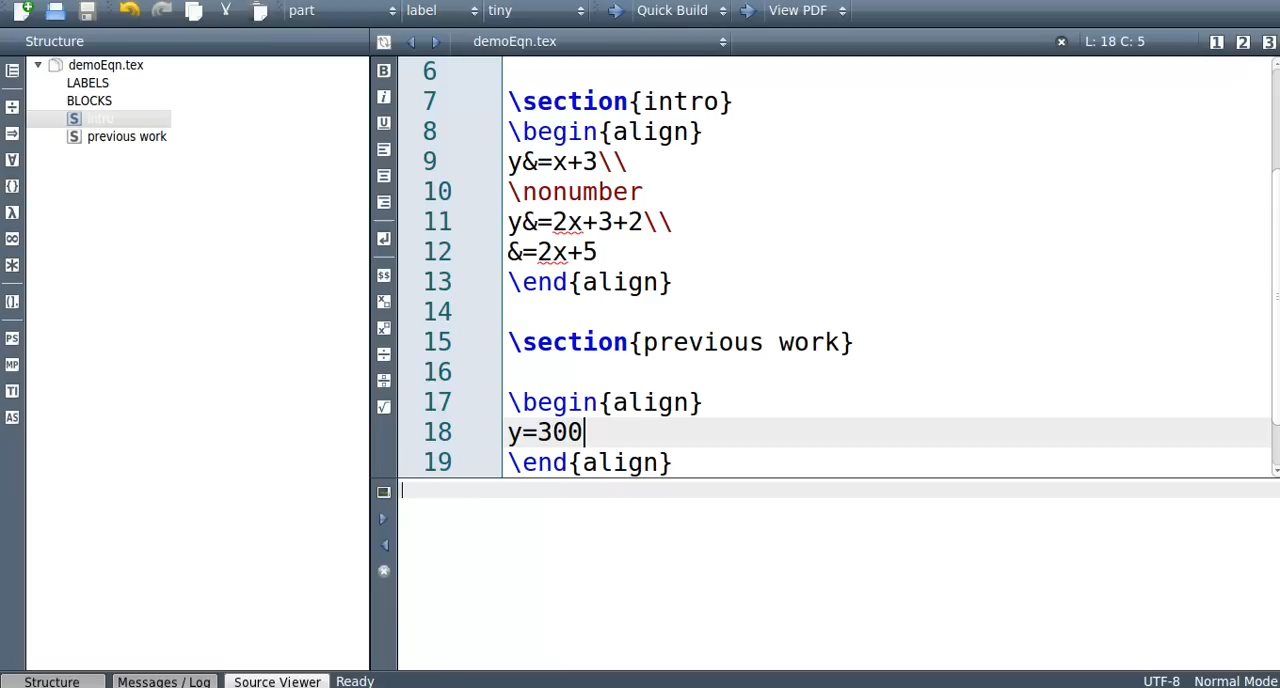 part label tiny Quick Build View PDF
Structure demoEqn.tex L: 18 C: 5 1 2 3
demoEqn.tex
LABELS
BLOCKS
S intro
S previous work
6
7 \section{intro}
8 \begin{align}
9 y&=x+3\\
10 \nonumber
11 y&=2x+3+2\\
12 &=2x+5
13 \end{align}
14
15 \section{previous work}
16
17 \begin{align}
18 y=300
19 \end{align}
Structure Messages / Log Source Viewer Ready UTF-8 Normal Mode